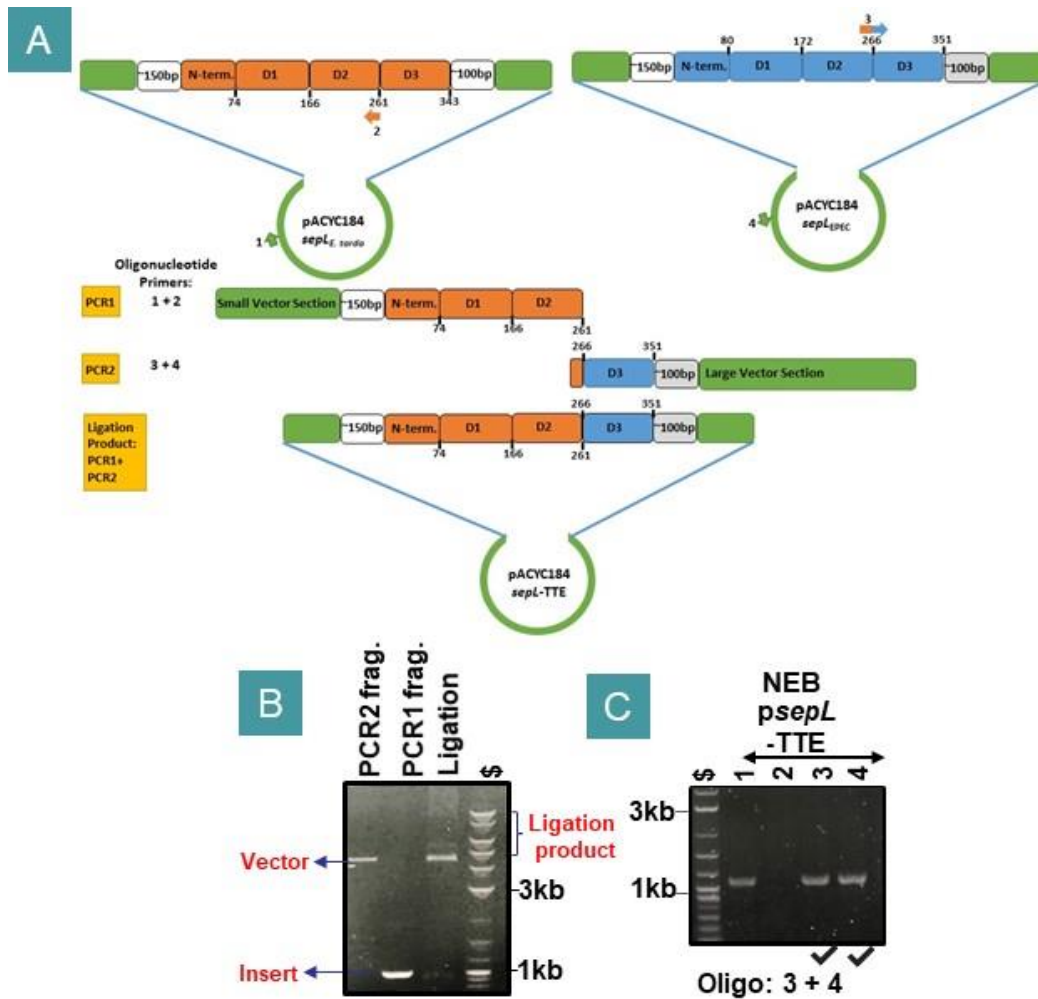 A
~150bp N-term. D1 D2 D3 ~100bp
74 166 261 343
2
3
80 172 266 351
~150bp N-term. D1 D2 D3 ~100bp
pACYC184
sepL E. tarda
1
pACYC184
sepL EPEC
4
Oligonucleotide
Primers:
PCR1 1 + 2 Small Vector Section ~150bp N-term. D1 D2
74 166 261
266 351
PCR2 3 + 4 D3 ~100bp Large Vector Section
Ligation
Product:
PCR1+
PCR2
266 351
~150bp N-term. D1 D2 D3 ~100bp
74 166 261
pACYC184
sepL-TTE
B
PCR2 frag.
PCR1 frag.
Ligation
$
Vector
Insert
Ligation
product
3kb
1kb
C
NEB
psepL
-TTE
$ 1 2 3 4
3kb
1kb
Oligo: 3 + 4